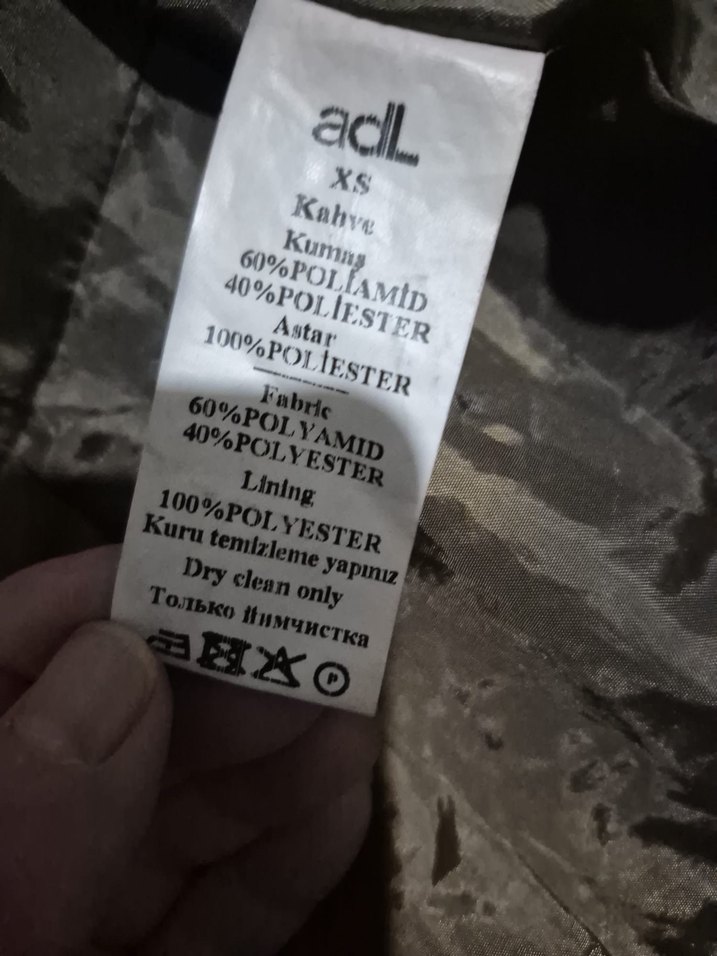 adL
XS
Kahve
Kumaş
60%POLİAMİD
40%POLİESTER
Astar
100%POLİESTER
Fabric
60%POLYAMID
40%POLYESTER
Lining
100%POLYESTER
Kuru temizleme yapınız
Dry clean only
Только Химчистка
P